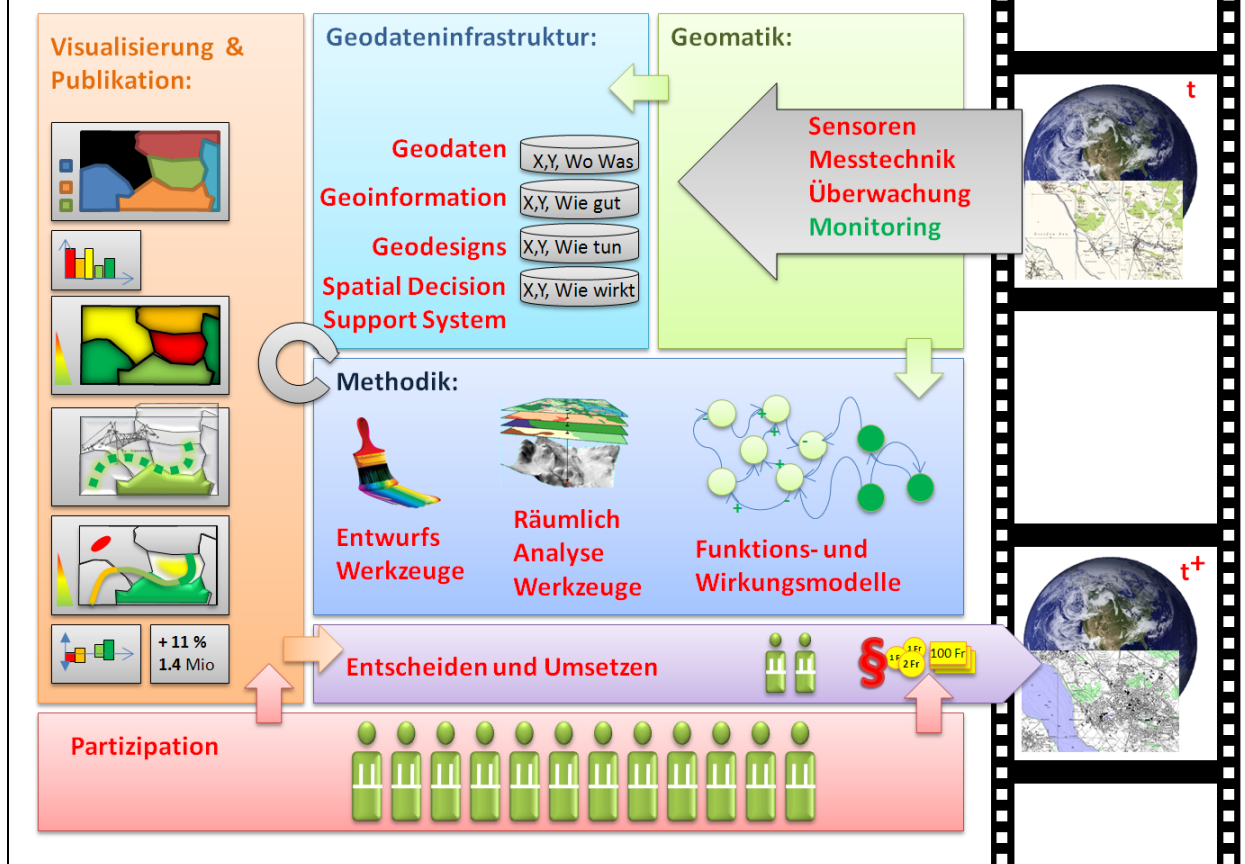 Visualisierung &
Publikation:
+ 11 %
1.4 Mio
Geodateninfrastruktur:
Geodaten
X,Y, Wo Was
Geoinformation
X,Y, Wie gut
Geodesigns
X,Y, Wie tun
Spatial Decision
Support System
X,Y, Wie wirkt
Geomatik:
Sensoren
Messtechnik
Überwachung
Monitoring
t
Methodik:
Entwurfs
Werkzeuge
Räumlich
Analyse
Werkzeuge
- + + - + + - +
Funktions- und
Wirkungsmodelle
t+
Entscheiden und Umsetzen
§
1 Fr
2 Fr
100 Fr
Partizipation